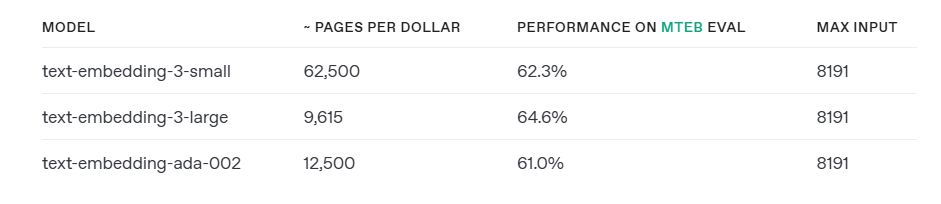 MODEL ~ PAGES PER DOLLAR PERFORMANCE ON MTEB EVAL MAX INPUT
text-embedding-3-small 62,500 62.3% 8191
text-embedding-3-large 9,615 64.6% 8191
text-embedding-ada-002 12,500 61.0% 8191